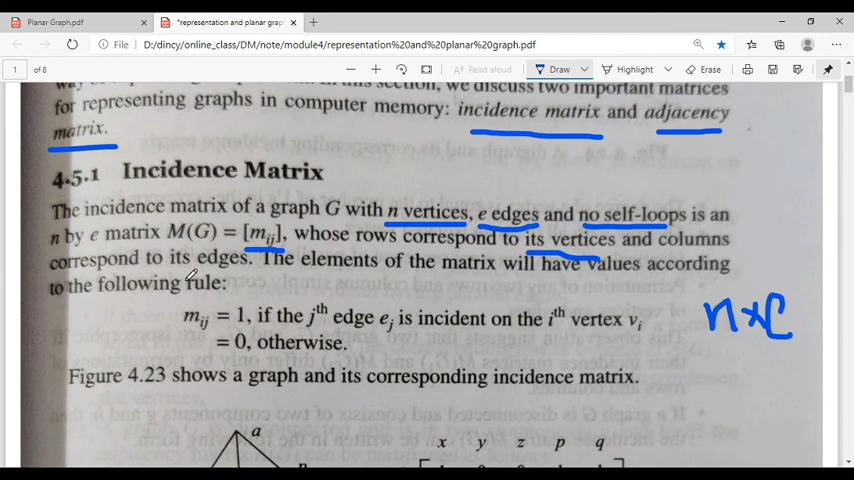 Planar Graph.pdf
*representation and planar graph
File
D:/dincy/online_class/DM/note/module4/representation%20and%20planar%20graph.pdf
1 of 8
Read aloud
Draw
Highlight
Erase
for representing graphs in computer memory: incidence matrix and adjacency
matrix.
4.5.1 Incidence Matrix
The incidence matrix of a graph G with n vertices, e edges and no self-loops is an
n by e matrix M(G) = [mij], whose rows correspond to its vertices and columns
correspond to its edges. The elements of the matrix will have values according
to the following rule:
mij = 1, if the jth edge ej is incident on the ith vertex vi
= 0, otherwise.
n×e
Figure 4.23 shows a graph and its corresponding incidence matrix.
a
x y z p q